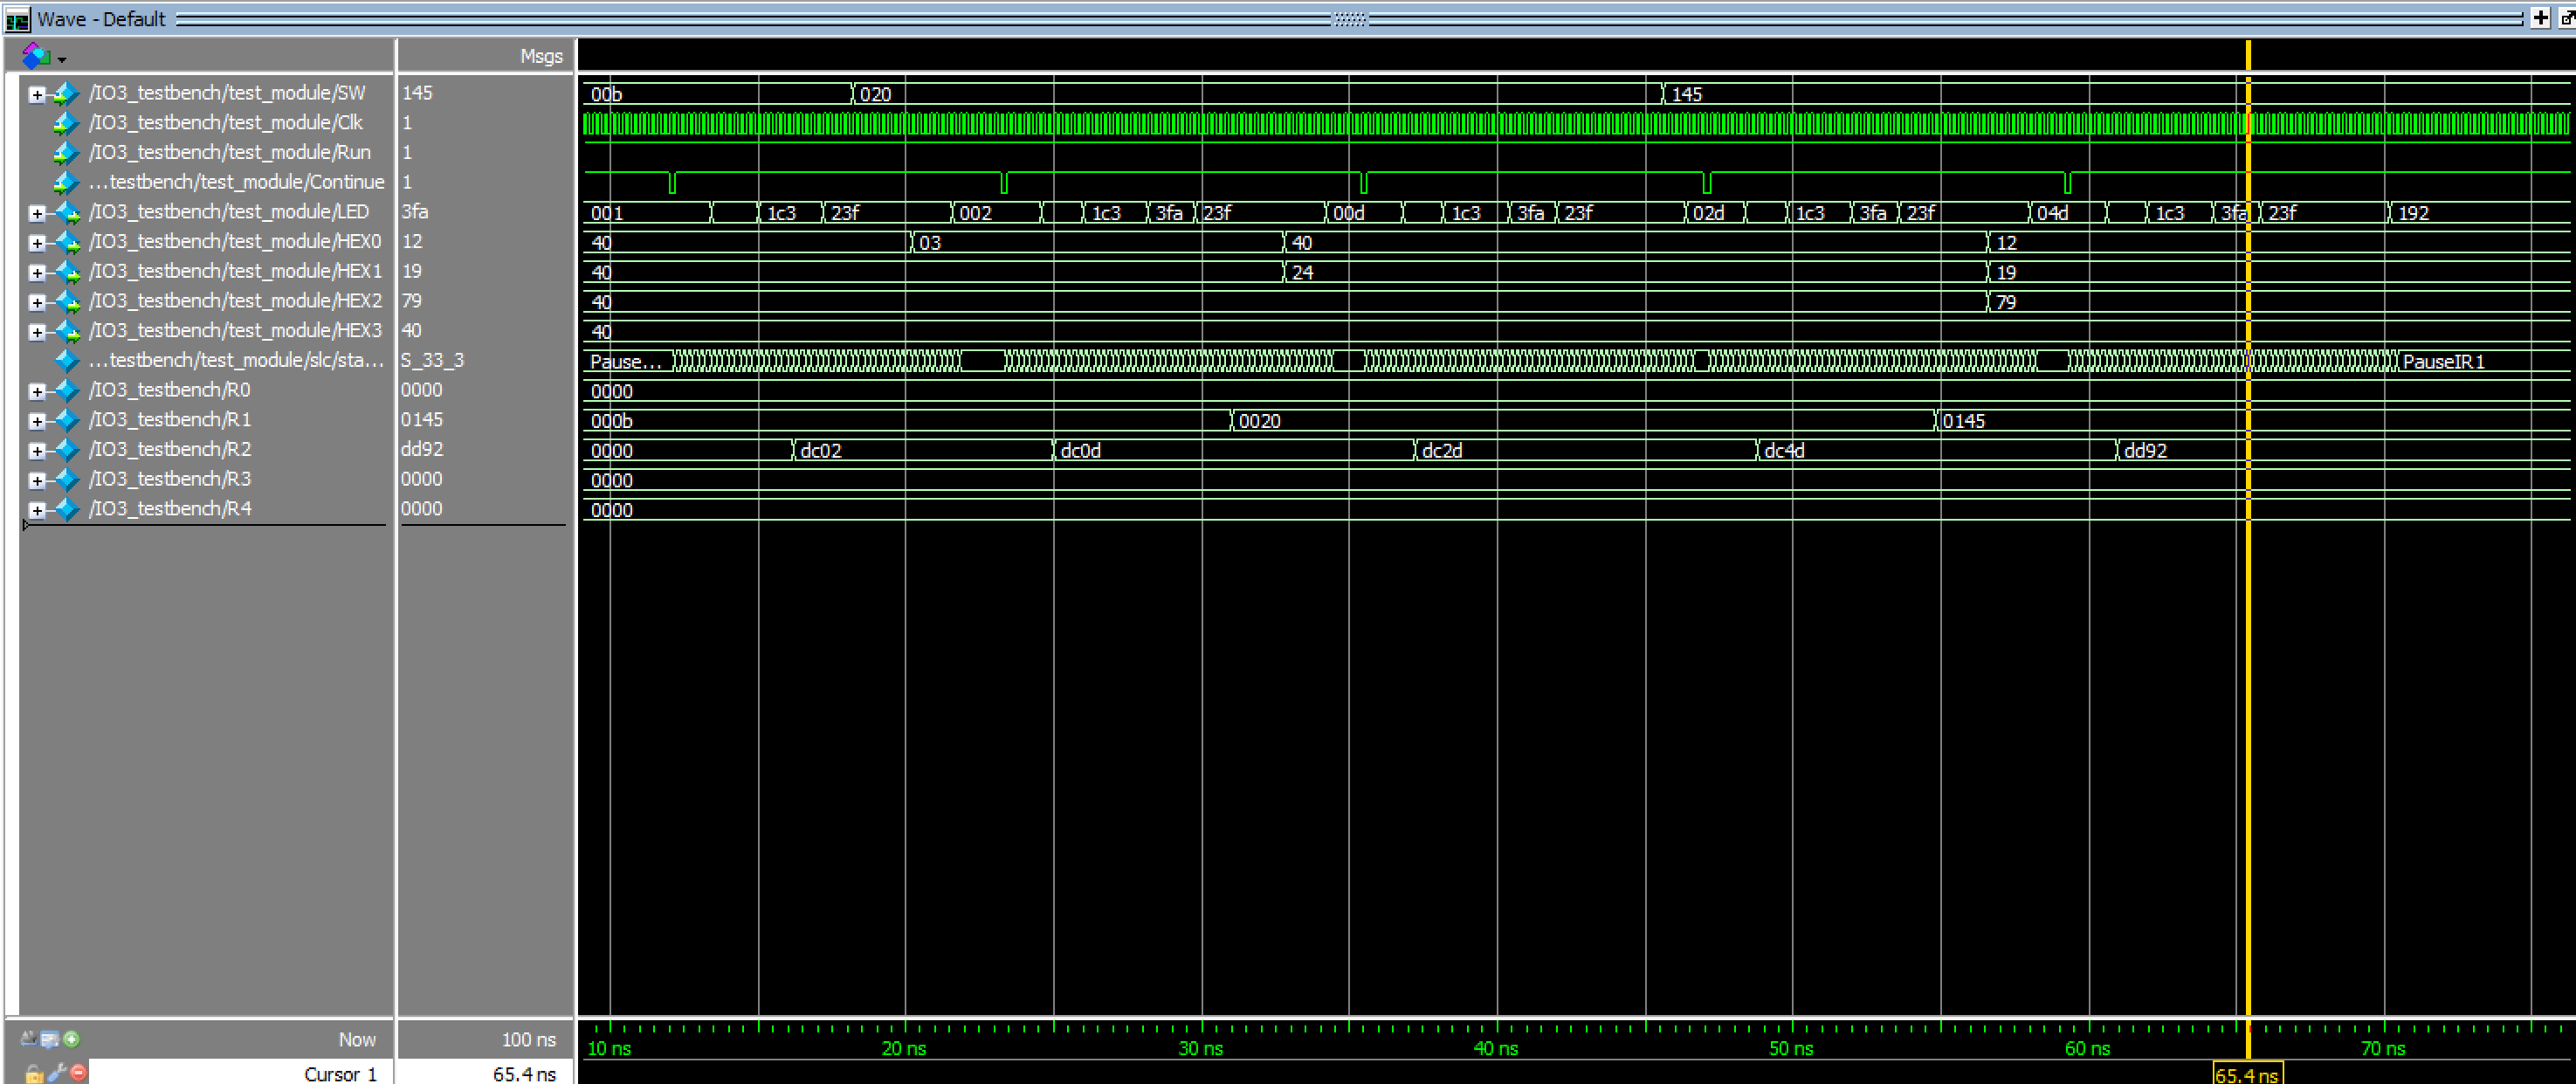 Wave - Default
Msgs
/IO3_testbench/test_module/SW 145 00b 020 145
/IO3_testbench/test_module/Clk 1
/IO3_testbench/test_module/Run 1
...testbench/test_module/Continue 1
/IO3_testbench/test_module/LED 3fa 001 1c3 23f 002 1c3 3fa 23f 00d 1c3 3fa 23f 02d 1c3 3fa 23f 04d 1c3 3fa 23f 192
/IO3_testbench/test_module/HEX0 12 40 03 40 12
/IO3_testbench/test_module/HEX1 19 40 24 19
/IO3_testbench/test_module/HEX2 79 40 79
/IO3_testbench/test_module/HEX3 40 40
...testbench/test_module/slc/sta... S_33_3 Pause... PauseIR1
/IO3_testbench/R0 0000 0000
/IO3_testbench/R1 0145 000b 0020 0145
/IO3_testbench/R2 dd92 0000 dc02 dc0d dc2d dc4d dd92
/IO3_testbench/R3 0000 0000
/IO3_testbench/R4 0000 0000
Now 100 ns 10 ns 20 ns 30 ns 40 ns 50 ns 60 ns 70 ns
Cursor 1 65.4 ns 65.4 ns